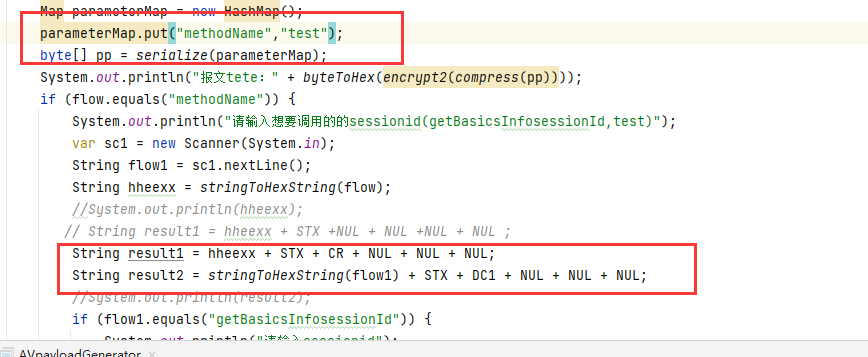 Map parameterMap = new HashMap();
parameterMap.put("methodName","test");
byte[] pp = serialize(parameterMap);
System.out.println("报文tete：" + byteToHex(encrypt2(compress(pp))));
if (flow.equals("methodName")) {
System.out.println("请输入想要调用的的sessionid(getBasicsInfosessionId,test)");
var sc1 = new Scanner(System.in);
String flow1 = sc1.nextLine();
String hheexx = stringToHexString(flow);
//System.out.println(hheexx);
// String result1 = hheexx + STX +NUL + NUL +NUL + NUL ;
String result1 = hheexx + STX + CR + NUL + NUL + NUL;
String result2 = stringToHexString(flow1) + STX + DC1 + NUL + NUL + NUL;
//System.out.println(result2);
if (flow1.equals("getBasicsInfosessionId")) {
System.out.println("请输入sessionid");
AVpayloadGenerator ×